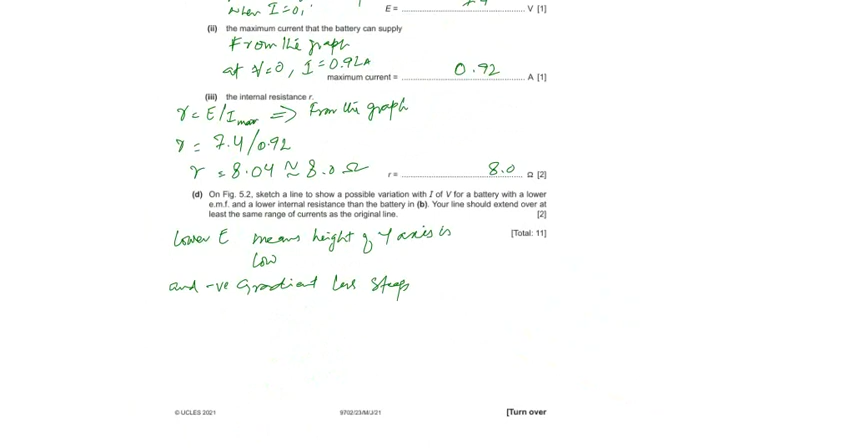 when I=0,
E = V [1]
(ii) the maximum current that the battery can supply
From the graph
at V=0, I = 0.92A
maximum current = 0.92 A [1]
(iii) the internal resistance r.
r = E/Imax => From the graph
r = 7.4/0.92
r = 8.04 ≈ 8.0 Ω
r = 8.0 Ω [2]
(d) On Fig. 5.2, sketch a line to show a possible variation with I of V for a battery with a lower
e.m.f. and a lower internal resistance than the battery in (b). Your line should extend over at
least the same range of currents as the original line. [2]
[Total: 11]
Lower E means height of Y axis is
Low
and -ve Gradient less steep
© UCLES 2021 9702/23/M/J/21 [Turn over